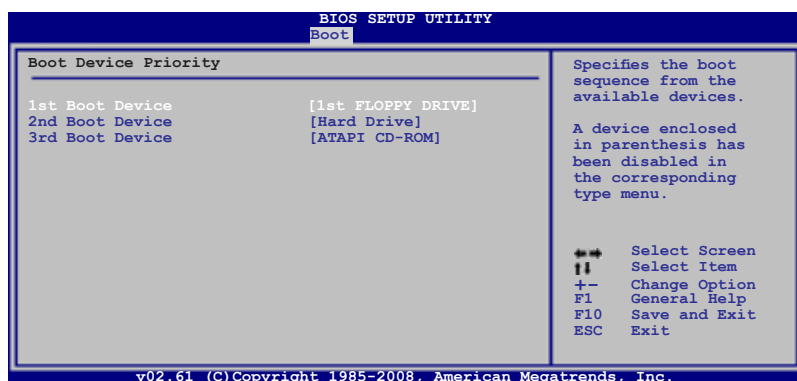 BIOS SETUP UTILITY
Boot
Boot Device Priority
1st Boot Device [1st FLOPPY DRIVE]
2nd Boot Device [Hard Drive]
3rd Boot Device [ATAPI CD-ROM]
Specifies the boot
sequence from the
available devices.
A device enclosed
in parenthesis has
been disabled in
the corresponding
type menu.
←→ Select Screen
↑↓ Select Item
+- Change Option
F1 General Help
F10 Save and Exit
ESC Exit
v02.61 (C)Copyright 1985-2008, American Megatrends, Inc.